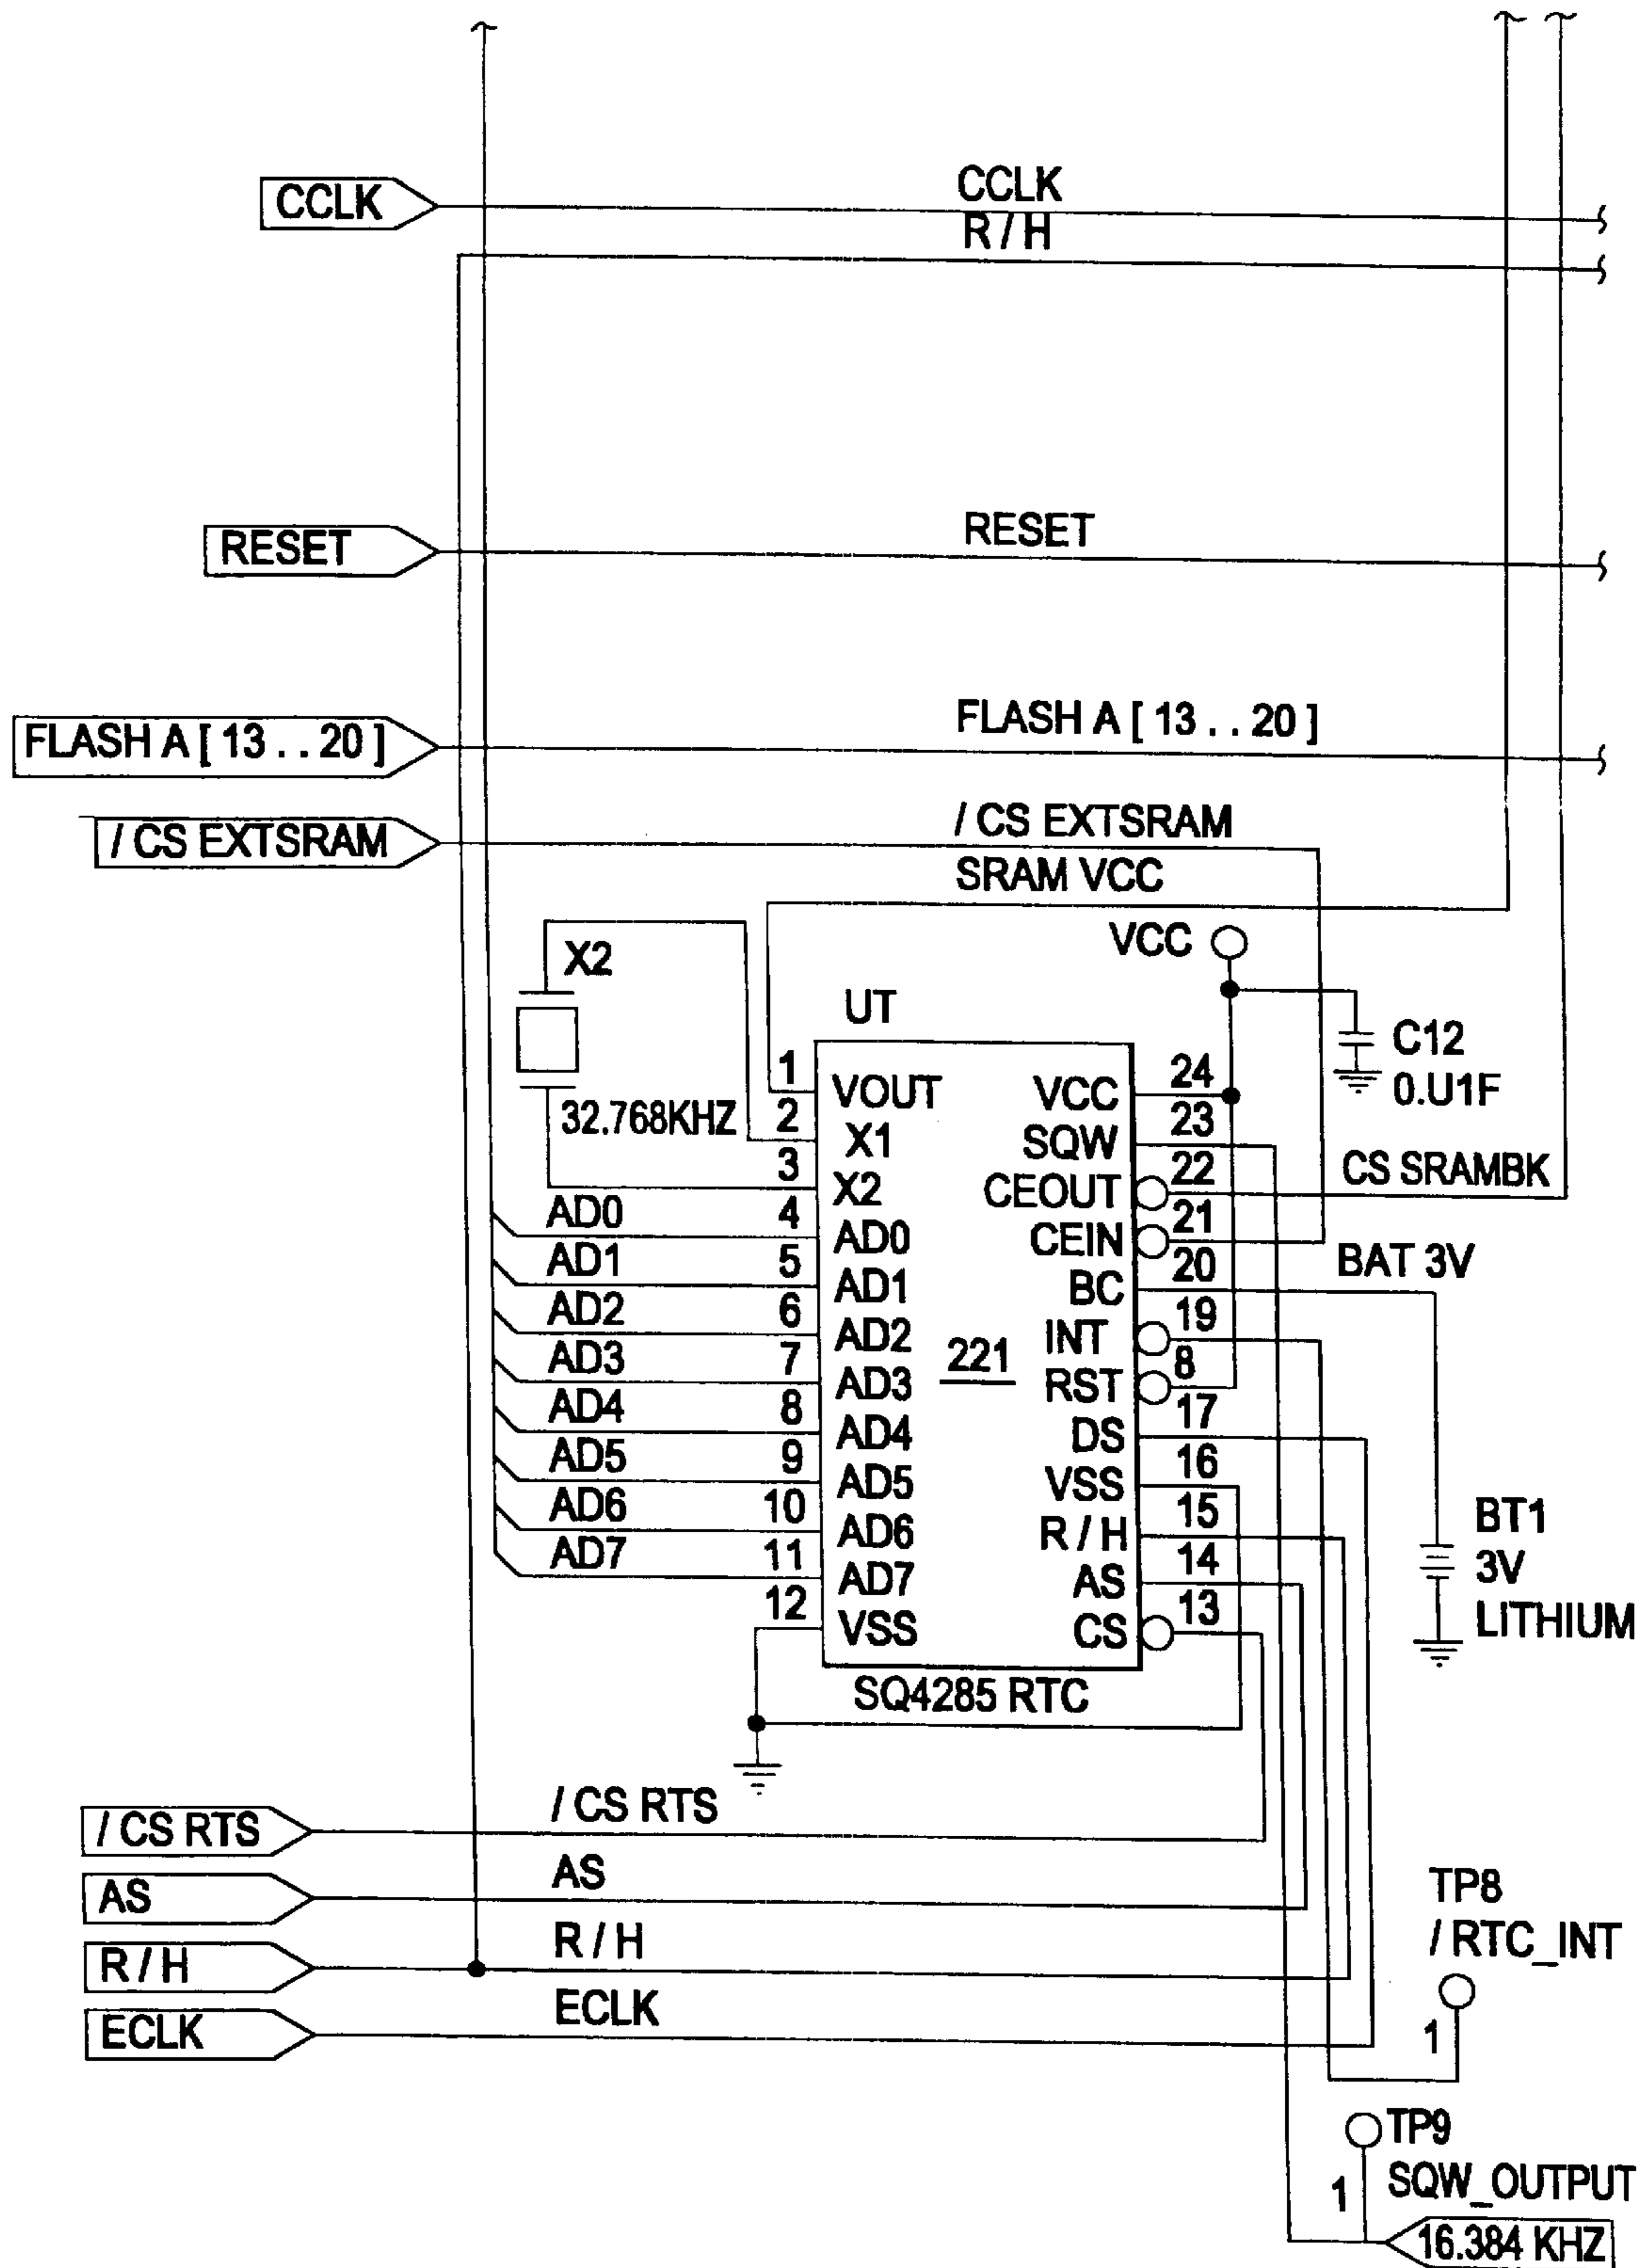 CCLK
CCLK
R / H
RESET
RESET
FLASH A [ 13 . . 20 ]
FLASH A [ 13 . . 20 ]
/ CS EXTSRAM
/ CS EXTSRAM
SRAM VCC
VCC
X2
32.768KHZ
UT
C12
0.U1F
1
VOUT
2
X1
3
X2
AD0
4
AD0
AD1
5
AD1
AD2
6
AD2
AD3
7
AD3
AD4
8
AD4
AD5
9
AD5
AD6
10
AD6
AD7
11
AD7
12
VSS
221
VCC
24
SQW
23
CEOUT
22
CS SRAMBK
CEIN
21
BC
20
BAT 3V
INT
19
RST
8
DS
17
VSS
16
R / H
15
AS
14
CS
13
SQ4285 RTC
BT1
3V
LITHIUM
/ CS RTS
/ CS RTS
AS
AS
R / H
R / H
ECLK
ECLK
TP8
/ RTC_INT
1
TP9
SQW_OUTPUT
1
16.384 KHZ